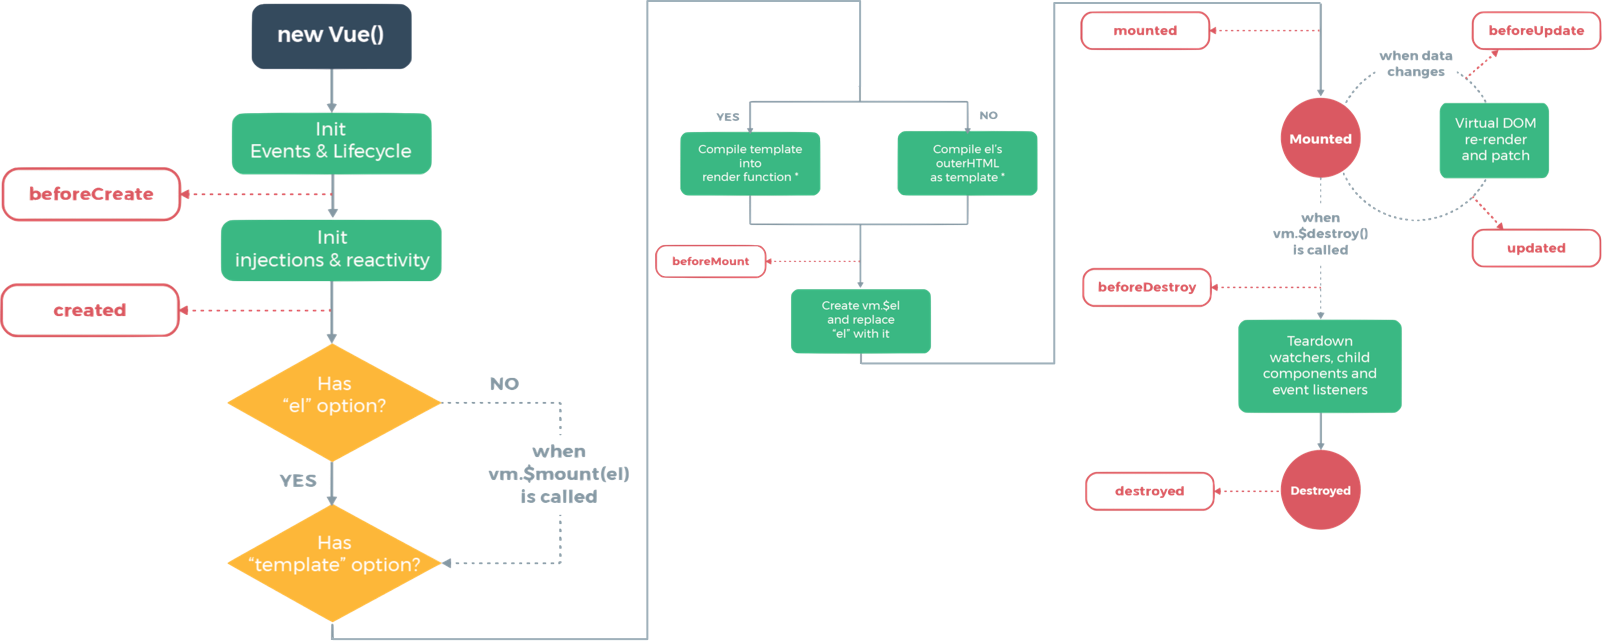 new Vue()
Init
Events & Lifecycle
beforeCreate
Init
injections & reactivity
created
Has
“el” option?
NO
YES
when
vm.$mount(el)
is called
Has
“template” option?
YES
NO
Compile template
into
render function *
Compile el’s
outerHTML
as template *
beforeMount
Create vm.$el
and replace
“el” with it
mounted
Mounted
when data
changes
beforeUpdate
Virtual DOM
re-render
and patch
updated
when
vm.$destroy()
is called
beforeDestroy
Teardown
watchers, child
components and
event listeners
destroyed
Destroyed